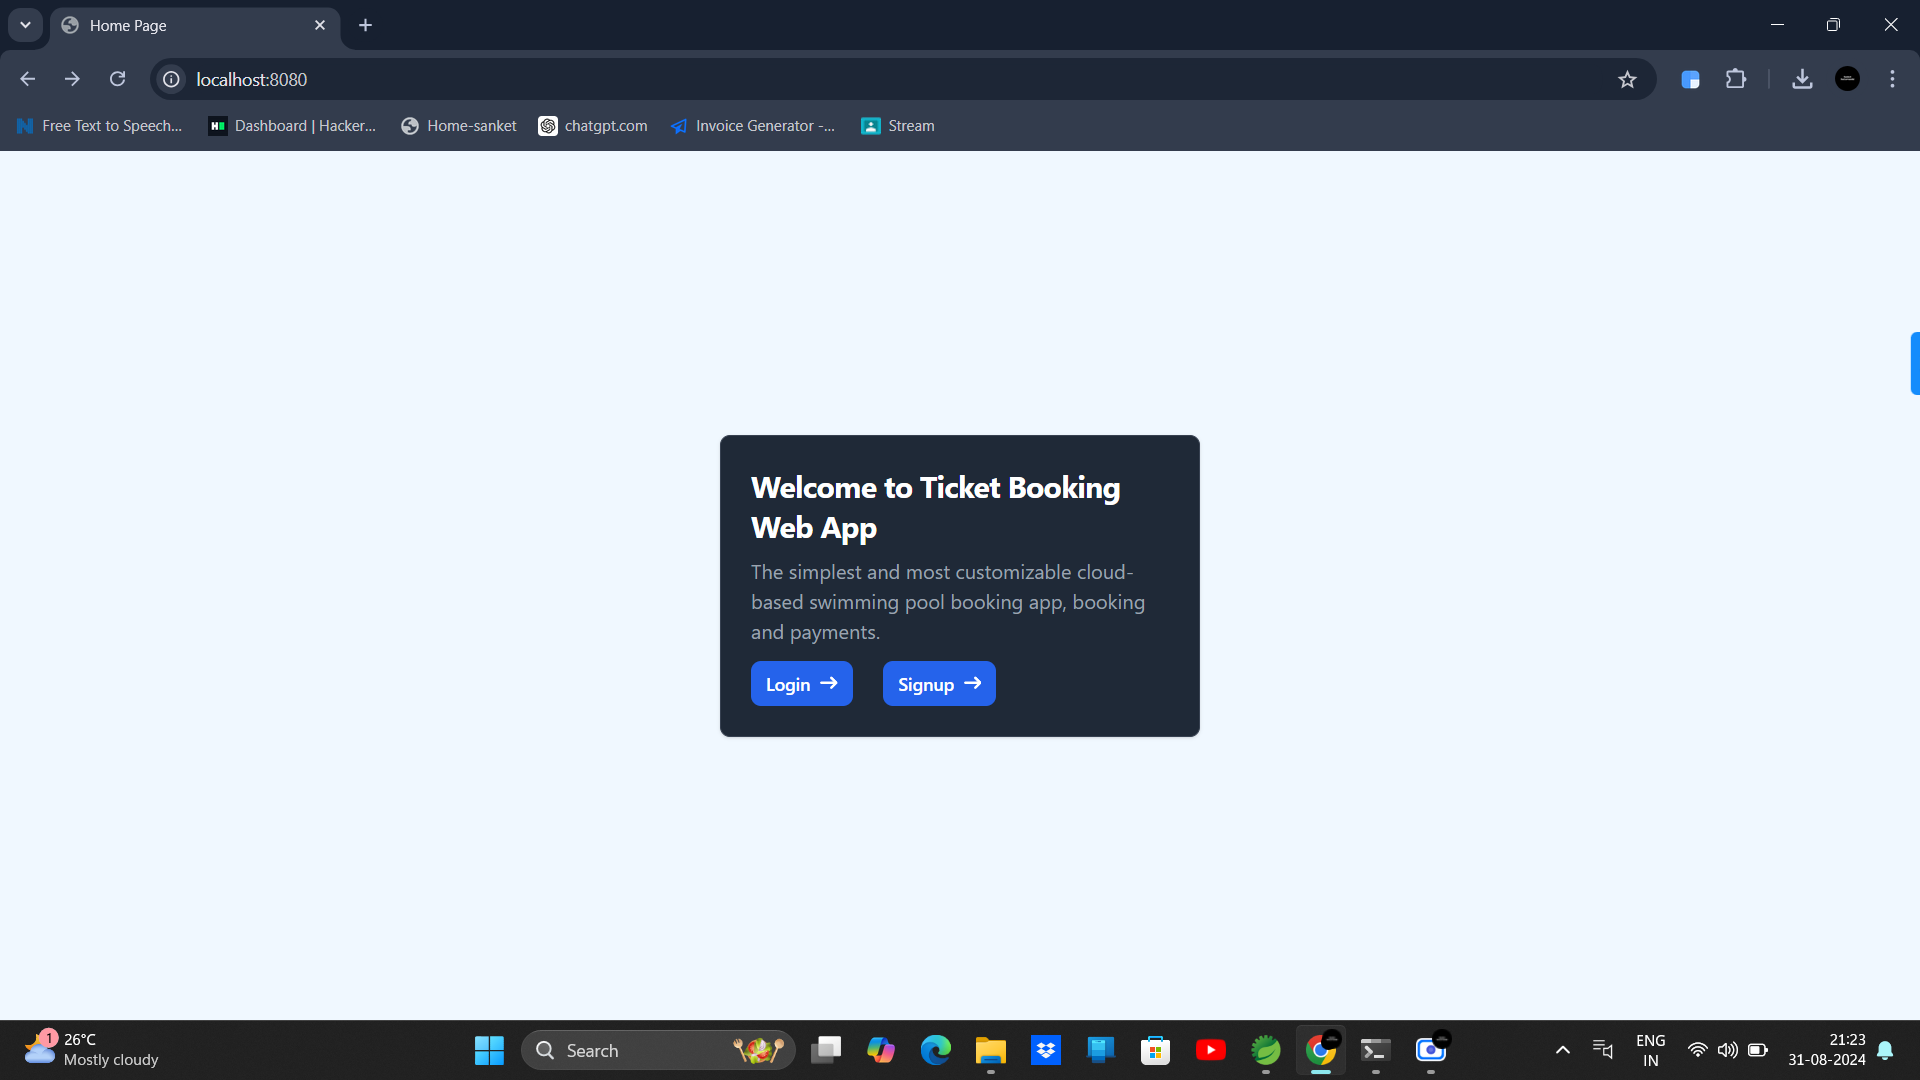 Home Page
localhost:8080
Free Text to Speech...
Dashboard | Hacker...
Home-sanket
chatgpt.com
Invoice Generator -...
Stream
Welcome to Ticket Booking
Web App
The simplest and most customizable cloud-
based swimming pool booking app, booking
and payments.
Login
Signup
1
26°C
Mostly cloudy
Search
ENG
IN
21:23
31-08-2024